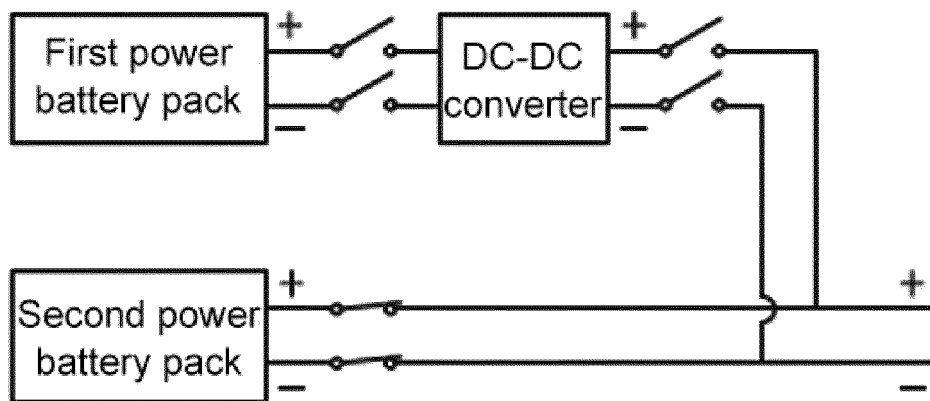 First power
battery pack
+
−
DC-DC
converter
+
−
Second power
battery pack
+
−
+
−